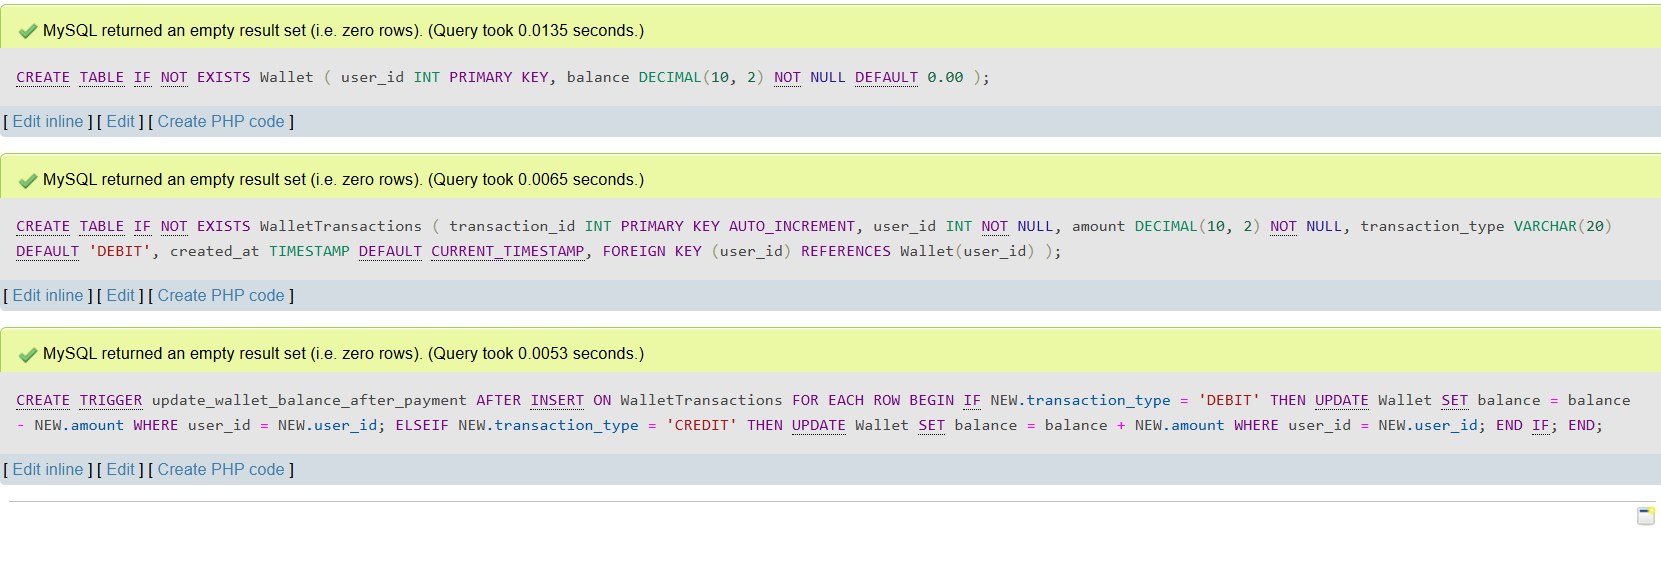 MySQL returned an empty result set (i.e. zero rows). (Query took 0.0135 seconds.)
CREATE TABLE IF NOT EXISTS Wallet ( user_id INT PRIMARY KEY, balance DECIMAL(10, 2) NOT NULL DEFAULT 0.00 );
[ Edit inline ] [ Edit ] [ Create PHP code ]
MySQL returned an empty result set (i.e. zero rows). (Query took 0.0065 seconds.)
CREATE TABLE IF NOT EXISTS WalletTransactions ( transaction_id INT PRIMARY KEY AUTO_INCREMENT, user_id INT NOT NULL, amount DECIMAL(10, 2) NOT NULL, transaction_type VARCHAR(20)
DEFAULT 'DEBIT', created_at TIMESTAMP DEFAULT CURRENT_TIMESTAMP, FOREIGN KEY (user_id) REFERENCES Wallet(user_id) );
[ Edit inline ] [ Edit ] [ Create PHP code ]
MySQL returned an empty result set (i.e. zero rows). (Query took 0.0053 seconds.)
CREATE TRIGGER update_wallet_balance_after_payment AFTER INSERT ON WalletTransactions FOR EACH ROW BEGIN IF NEW.transaction_type = 'DEBIT' THEN UPDATE Wallet SET balance = balance
- NEW.amount WHERE user_id = NEW.user_id; ELSEIF NEW.transaction_type = 'CREDIT' THEN UPDATE Wallet SET balance = balance + NEW.amount WHERE user_id = NEW.user_id; END IF; END;
[ Edit inline ] [ Edit ] [ Create PHP code ]